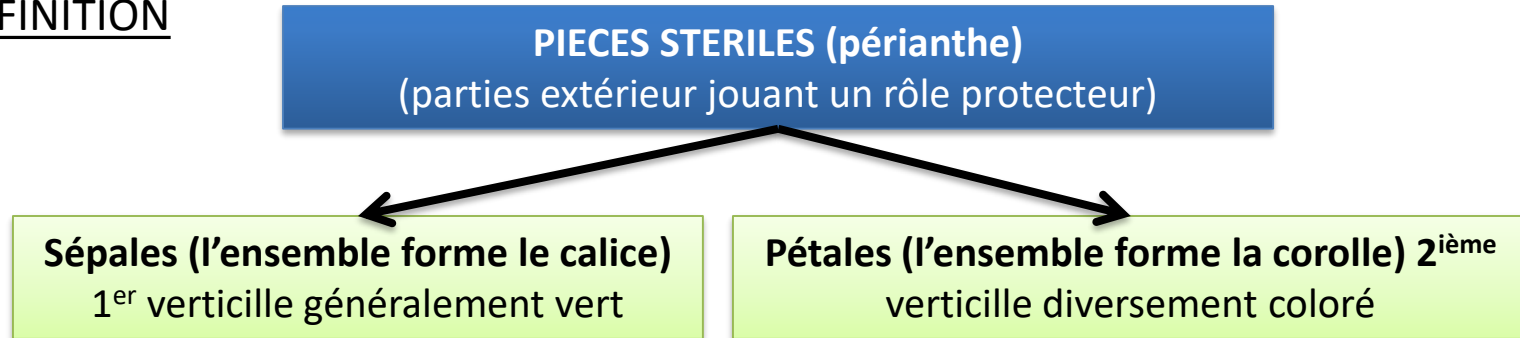 FINITION
PIECES STERILES (périanthe)
(parties extérieur jouant un rôle protecteur)
Sépales (l'ensemble forme le calice)
1er verticille généralement vert
Pétales (l'ensemble forme la corolle) 2ième
verticille diversement coloré